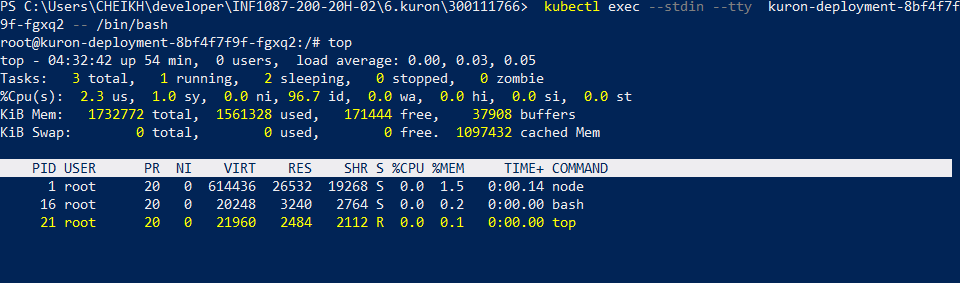 PS C:\Users\CHEIKH\developer\INF1087-200-20H-02\6.kuron\300111766>  kubectl exec --stdin --tty  kuron-deployment-8bf4f7f
9f-fgxq2 -- /bin/bash
root@kuron-deployment-8bf4f7f9f-fgxq2:/# top
top - 04:32:42 up 54 min,  0 users,  load average: 0.00, 0.03, 0.05
Tasks:   3 total,   1 running,   2 sleeping,   0 stopped,   0 zombie
%Cpu(s):  2.3 us,  1.0 sy,  0.0 ni, 96.7 id,  0.0 wa,  0.0 hi,  0.0 si,  0.0 st
KiB Mem:   1732772 total,  1561328 used,   171444 free,    37908 buffers
KiB Swap:        0 total,        0 used,        0 free.  1097432 cached Mem
PID USER      PR  NI    VIRT    RES    SHR S %CPU %MEM     TIME+ COMMAND
1 root      20   0  614436  26532  19268 S  0.0  1.5   0:00.14 node
16 root      20   0   20248   3240   2764 S  0.0  0.2   0:00.00 bash
21 root      20   0   21960   2484   2112 R  0.0  0.1   0:00.00 top